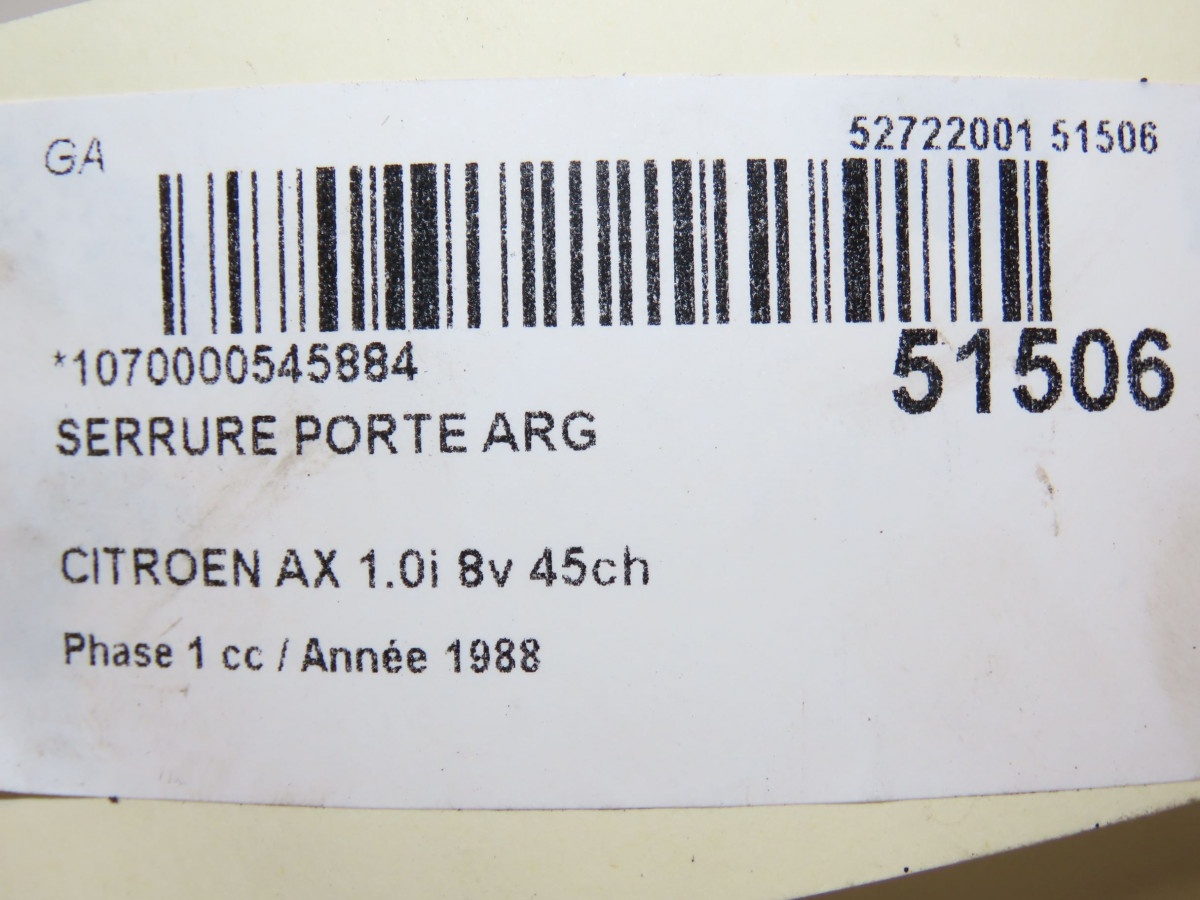 GA
52722001 51506
*1070000545884
51506
SERRURE PORTE ARG
CITROEN AX 1.0i 8v 45ch
Phase 1 cc / Année 1988